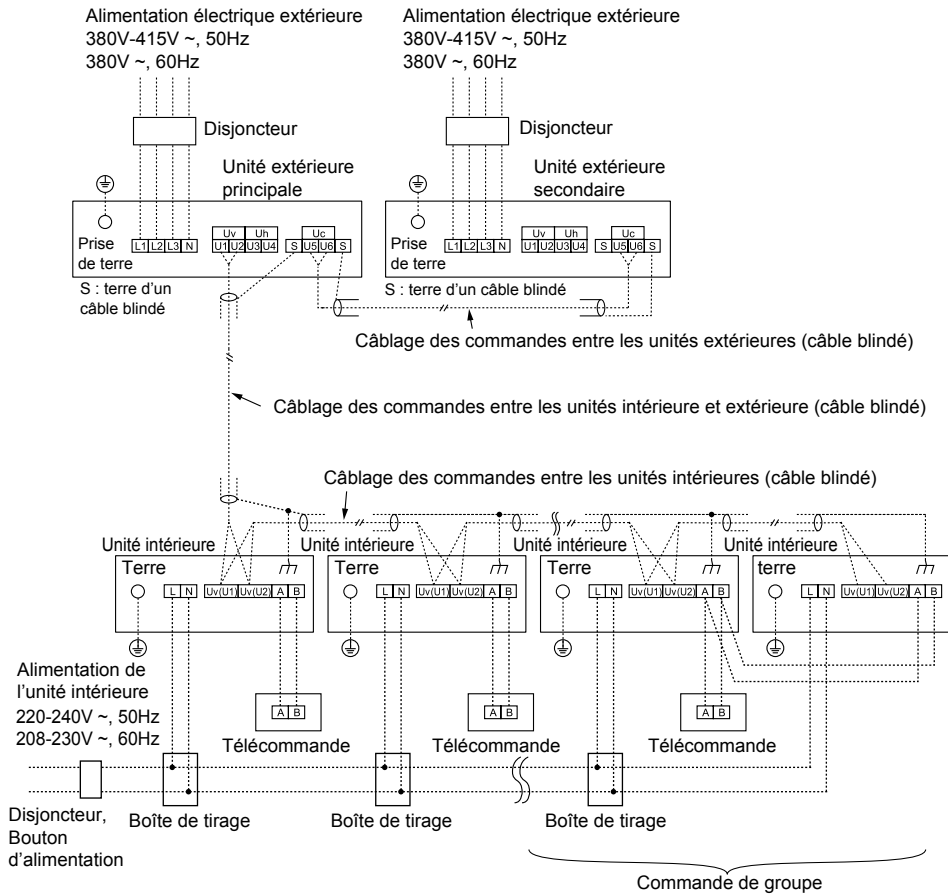 Alimentation électrique extérieure
380V-415V ~, 50Hz
380V ~, 60Hz
Alimentation électrique extérieure
380V-415V ~, 50Hz
380V ~, 60Hz
Disjoncteur
Disjoncteur
Unité extérieure
principale
Unité extérieure
secondaire
Uv Uh Uc
L1 L2 L3 N U1 U2 U3 U4 S U5 U6 S
Prise
de terre
Uv Uh Uc
L1 L2 L3 N U1 U2 U3 U4 S U5 U6 S
Prise
de terre
S : terre d'un
câble blindé
S : terre d'un câble blindé
Câblage des commandes entre les unités extérieures (câble blindé)
Câblage des commandes entre les unités intérieure et extérieure (câble blindé)
Câblage des commandes entre les unités intérieures (câble blindé)
Unité intérieure
Terre
L N Uv(U1) Uv(U2) A B
Unité intérieure
Terre
L N Uv(U1) Uv(U2) A B
Unité intérieure
Terre
L N Uv(U1) Uv(U2) A B
Unité intérieure
terre
L N Uv(U1) Uv(U2) A B
Alimentation de
l'unité intérieure
220-240V ~, 50Hz
208-230V ~, 60Hz
A B
Télécommande
A B
Télécommande
A B
Télécommande
Disjoncteur,
Bouton
d'alimentation
Boîte de tirage
Boîte de tirage
Boîte de tirage
Commande de groupe